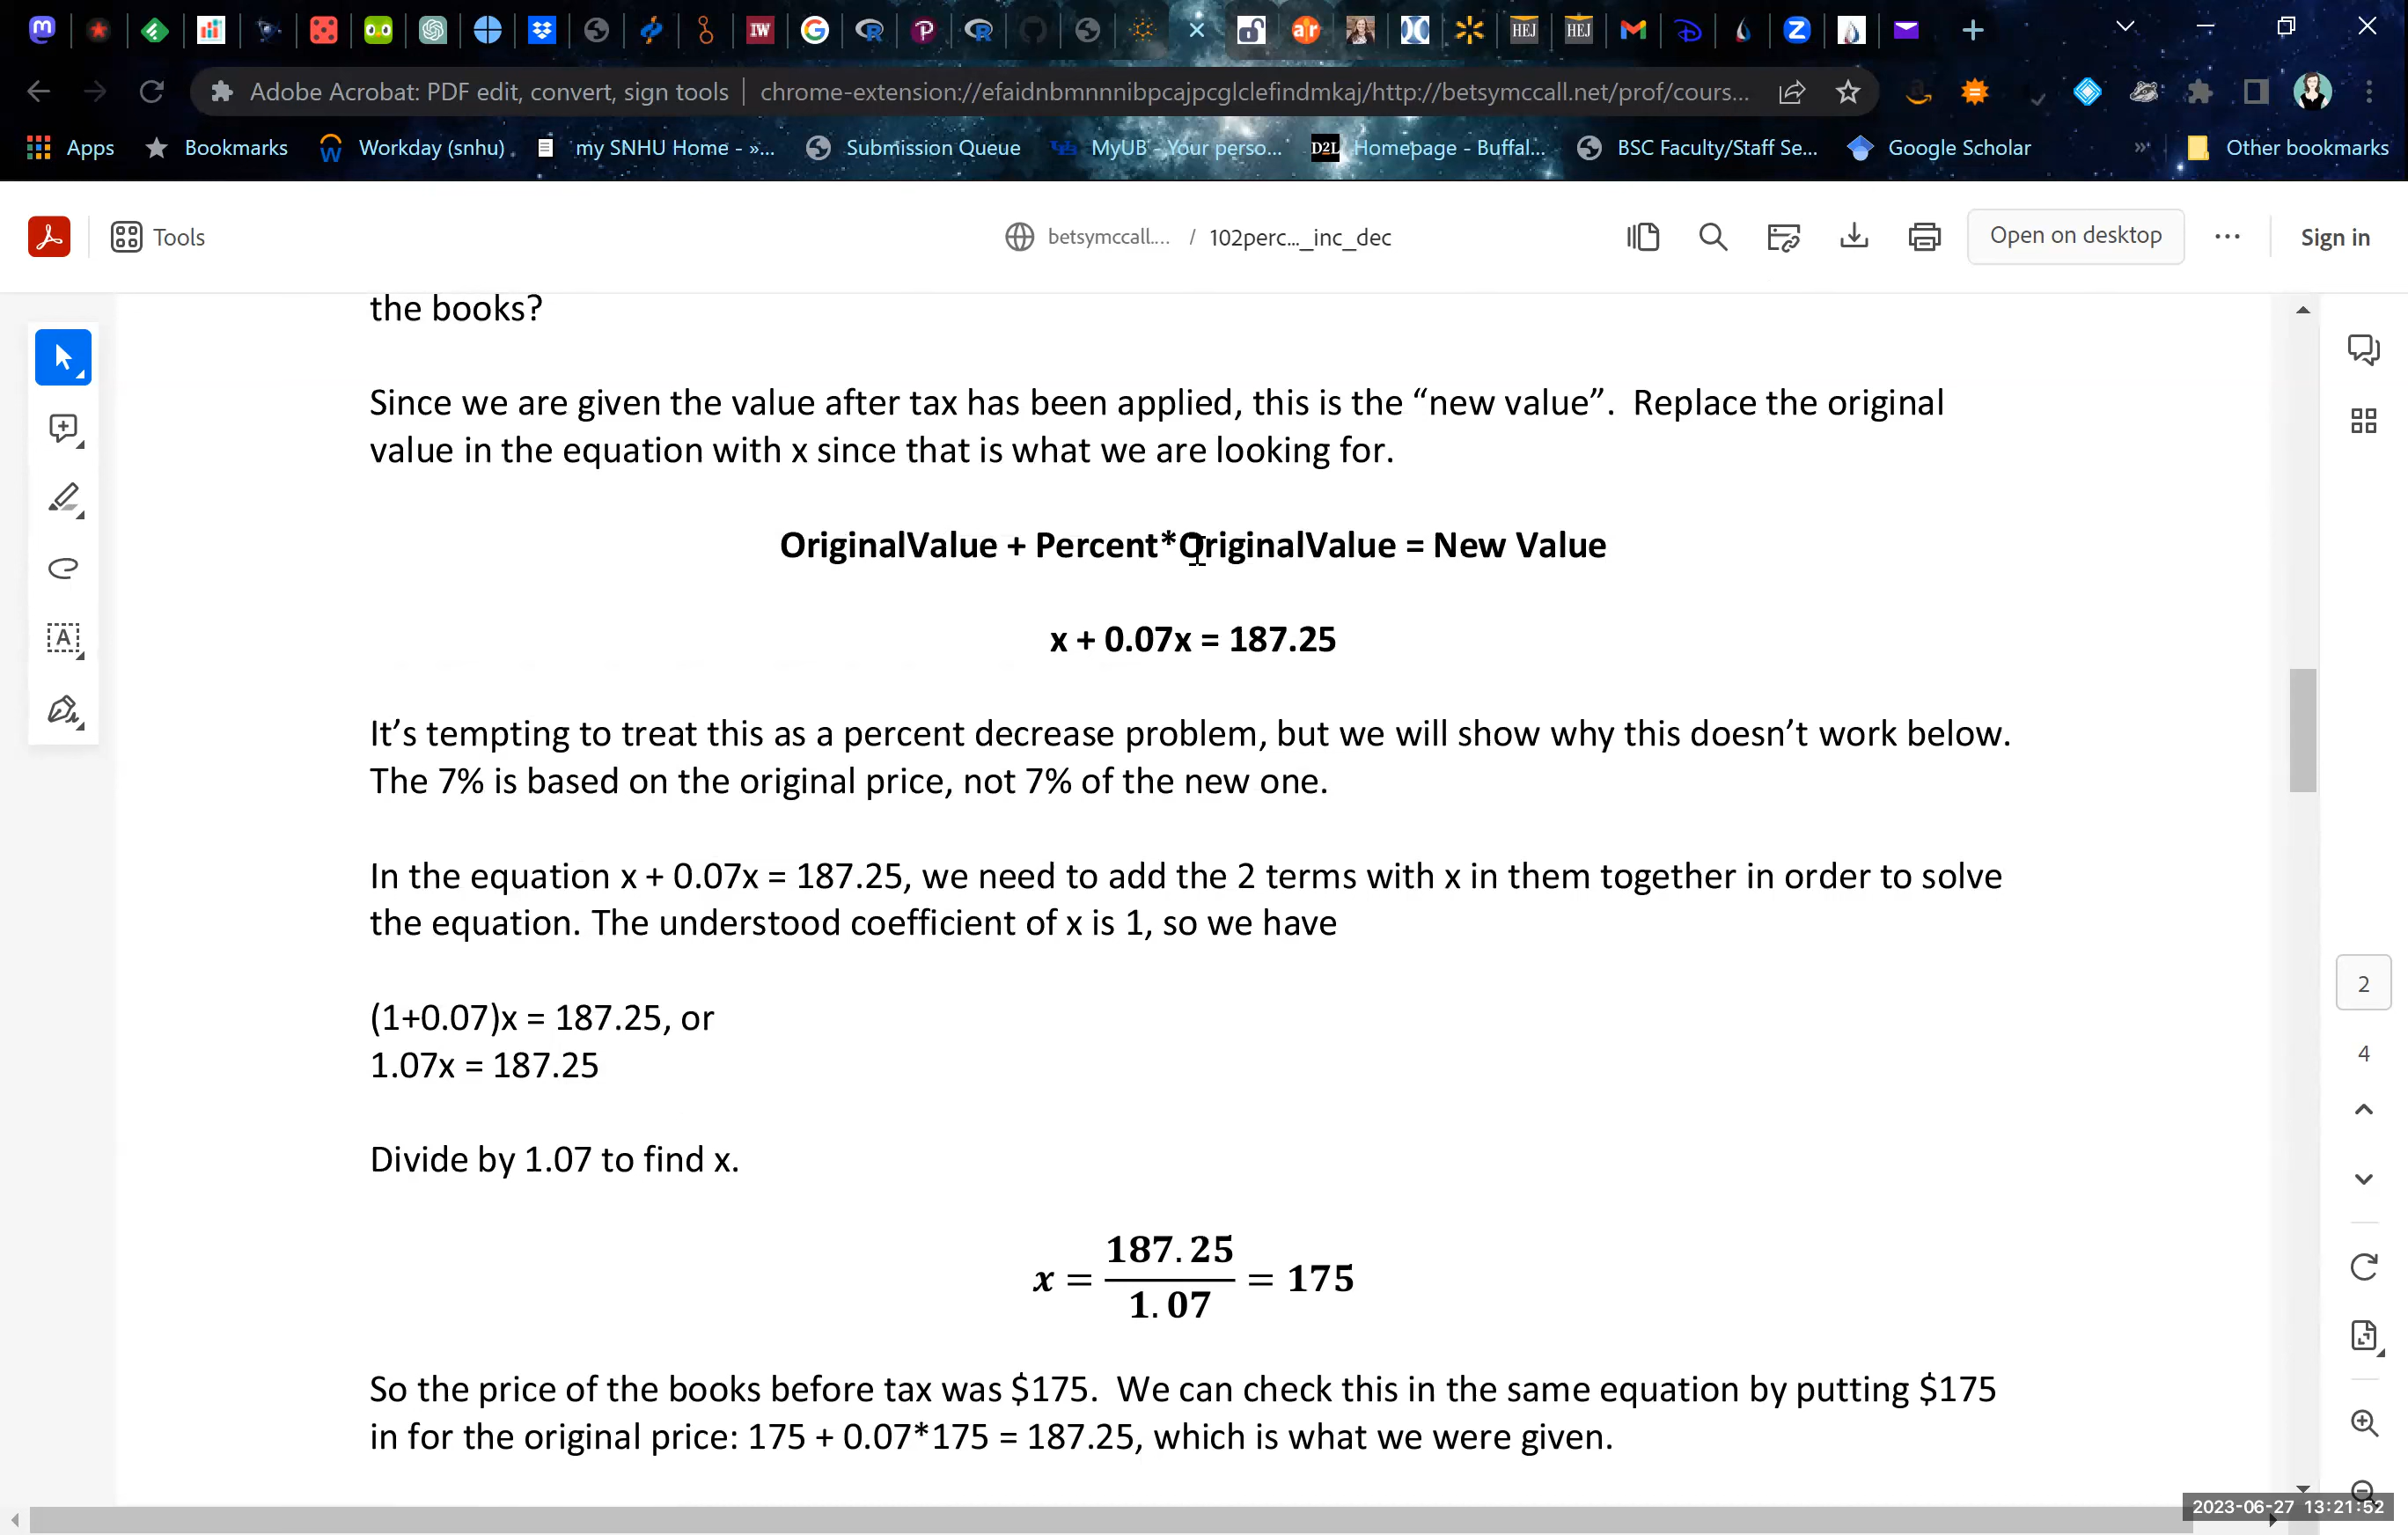 IW
HEJ
HEJ
Adobe Acrobat: PDF edit, convert, sign tools
chrome-extension://efaidnbmnnnibpcajpcglclefindmkaj/http://betsymccall.net/prof/cours...
Apps
Bookmarks
Workday (snhu)
my SNHU Home - »...
Submission Queue
MyUB - Your perso...
D2L
Homepage - Buffal...
BSC Faculty/Staff Se...
Google Scholar
Other bookmarks
Tools
betsymccall.... / 102perc..._inc_dec
Open on desktop
Sign in
the books?
Since we are given the value after tax has been applied, this is the “new value”. Replace the original
value in the equation with x since that is what we are looking for.
OriginalValue + Percent*OriginalValue = New Value
x + 0.07x = 187.25
It’s tempting to treat this as a percent decrease problem, but we will show why this doesn’t work below.
The 7% is based on the original price, not 7% of the new one.
In the equation x + 0.07x = 187.25, we need to add the 2 terms with x in them together in order to solve
the equation. The understood coefficient of x is 1, so we have
(1+0.07)x = 187.25, or
1.07x = 187.25
Divide by 1.07 to find x.
x = 187.25 / 1.07 = 175
So the price of the books before tax was $175. We can check this in the same equation by putting $175
in for the original price: 175 + 0.07*175 = 187.25, which is what we were given.
2
4
2023-06-27 13:21:52